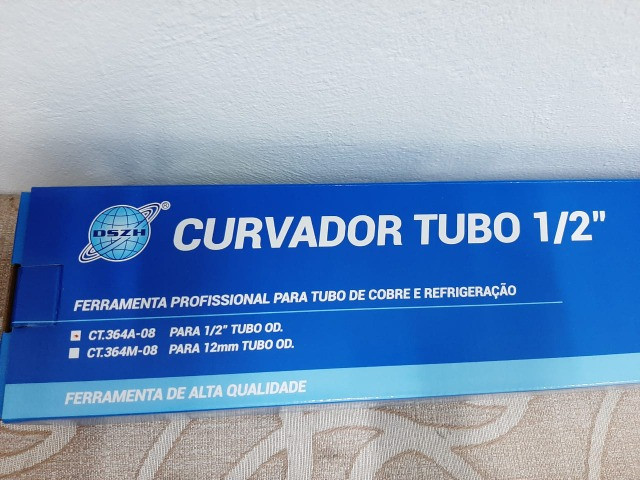 DSZH ®
CURVADOR TUBO 1/2"
FERRAMENTA PROFISSIONAL PARA TUBO DE COBRE E REFRIGERAÇÃO
CT.364A-08 PARA 1/2" TUBO OD.
CT.364M-08 PARA 12mm TUBO OD.
FERRAMENTA DE ALTA QUALIDADE